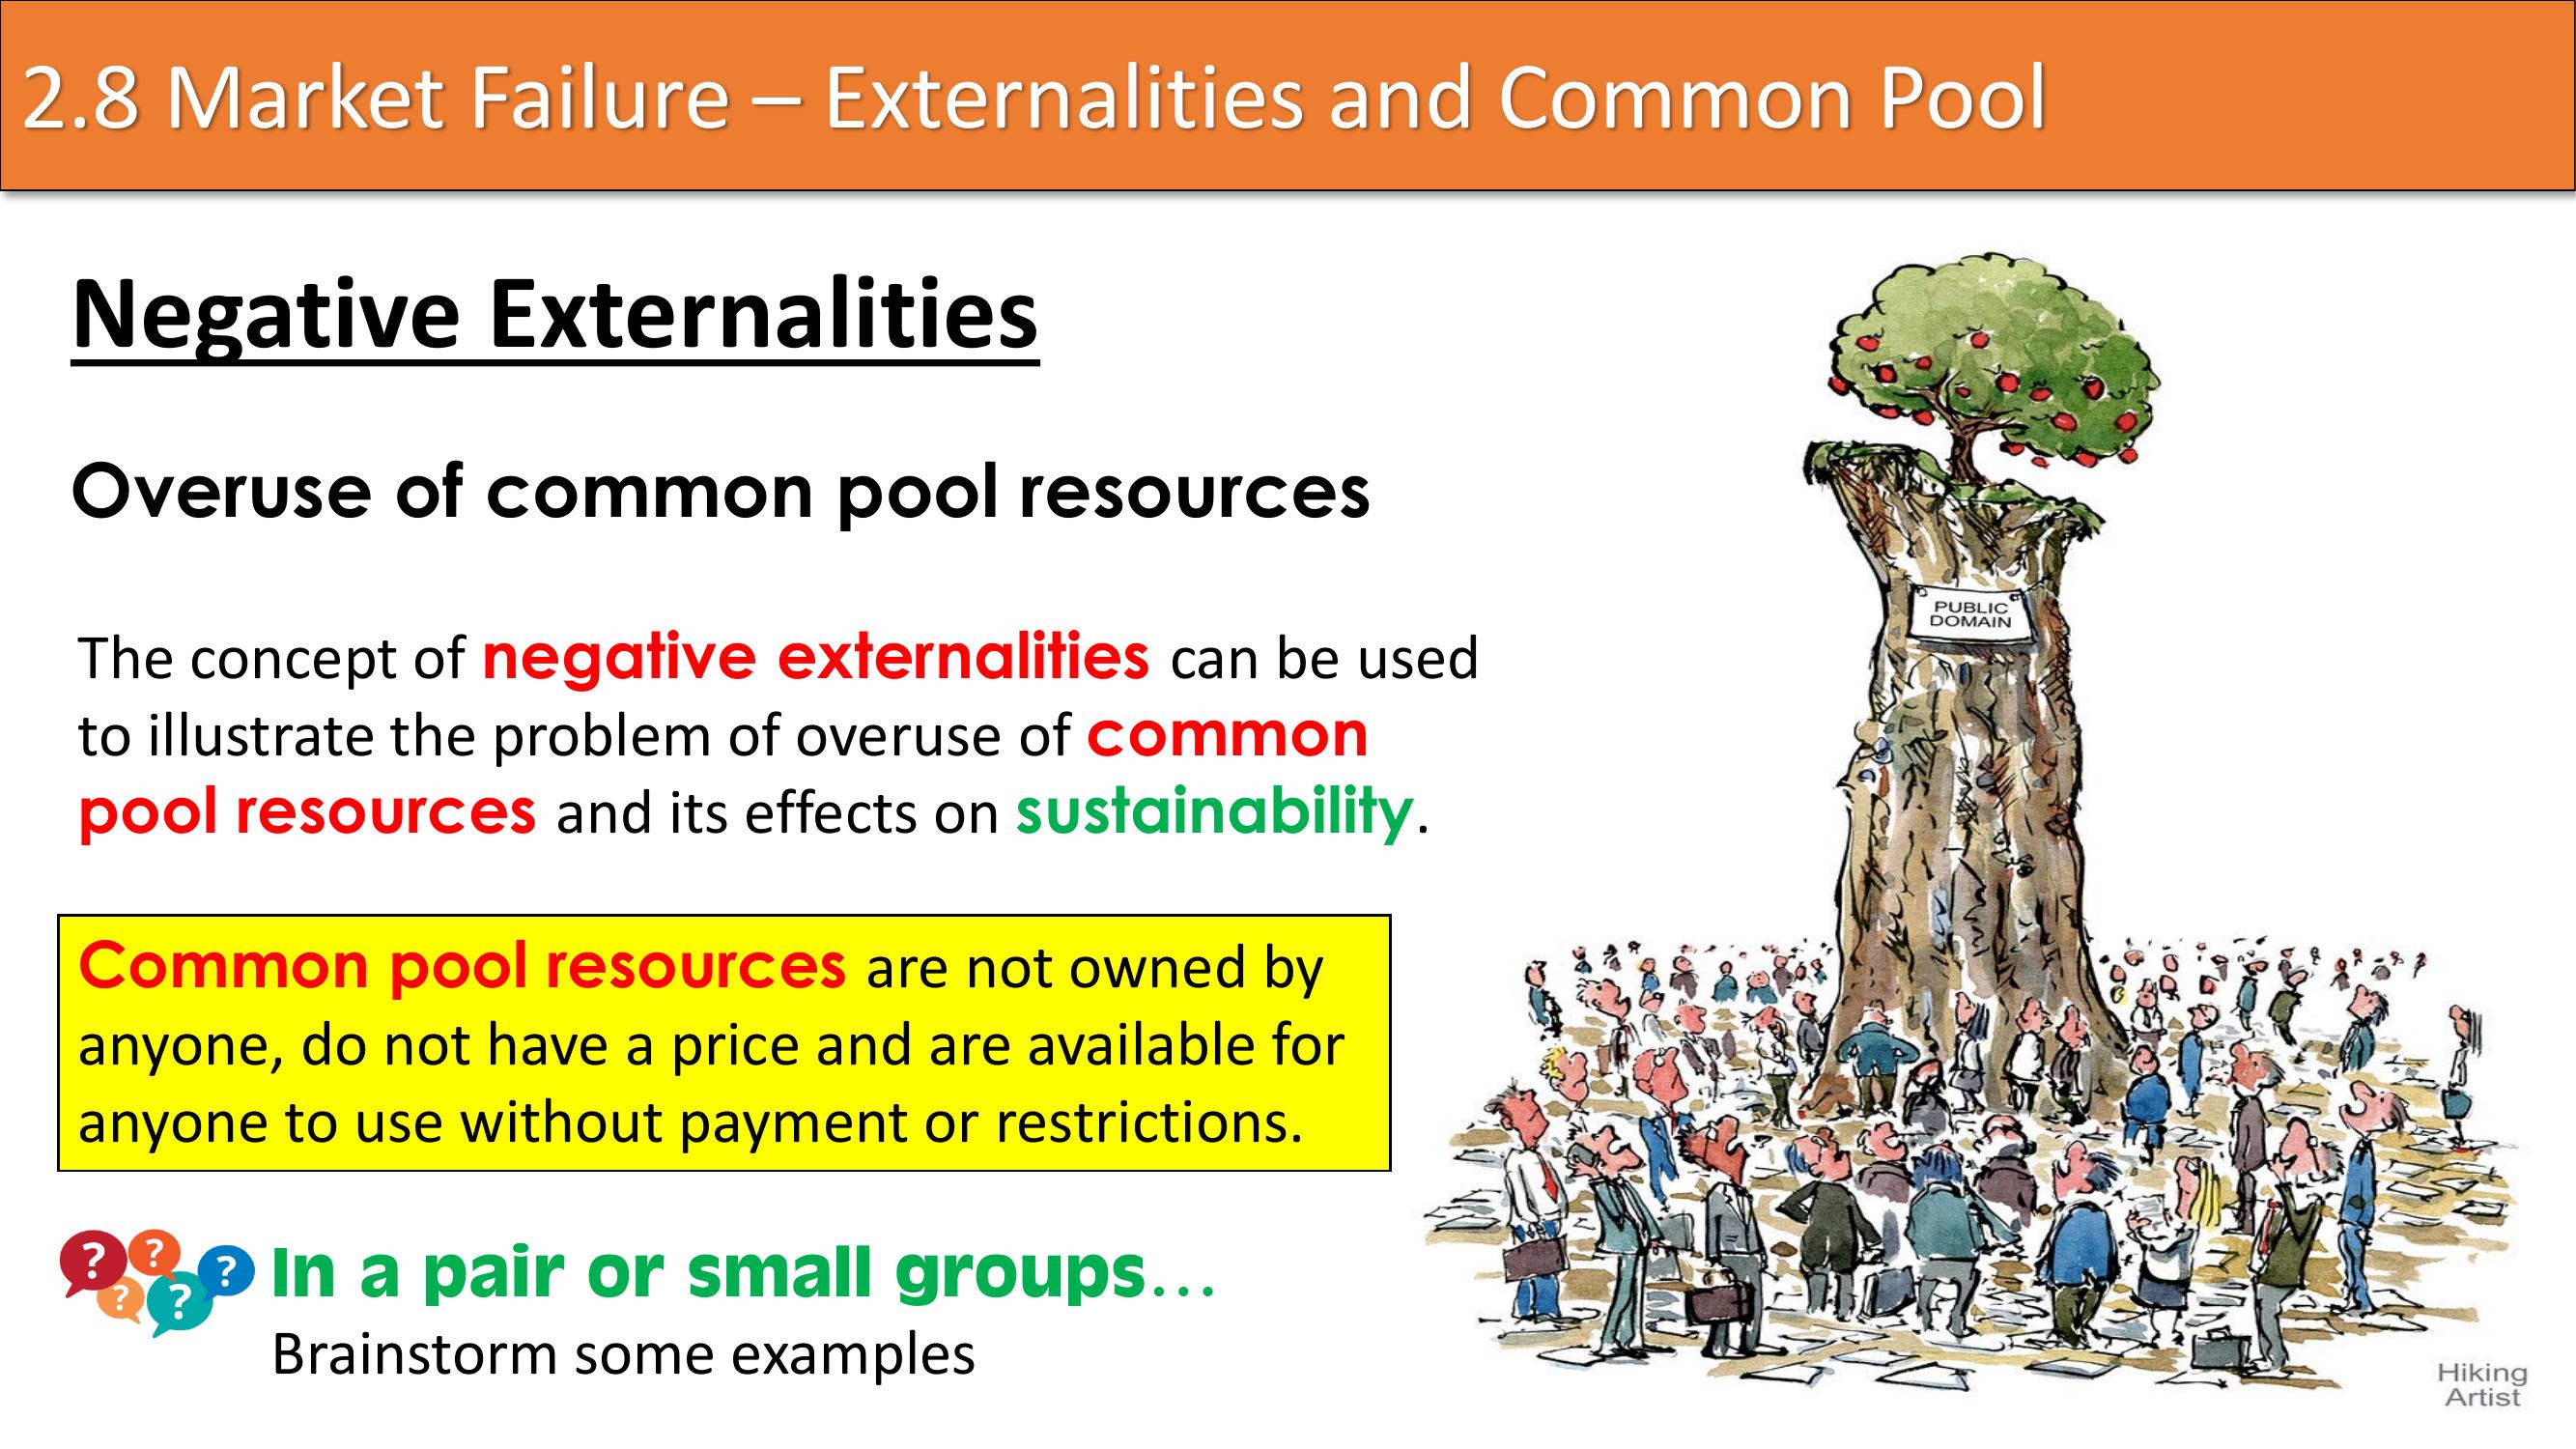 2.8 Market Failure – Externalities and Common Pool
Negative Externalities
Overuse of common pool resources
The concept of negative externalities can be used
to illustrate the problem of overuse of common
pool resources and its effects on sustainability.
Common pool resources are not owned by
anyone, do not have a price and are available for
anyone to use without payment or restrictions.
? ? ? ? ?
In a pair or small groups…
Brainstorm some examples
PUBLIC
DOMAIN
Hiking
Artist